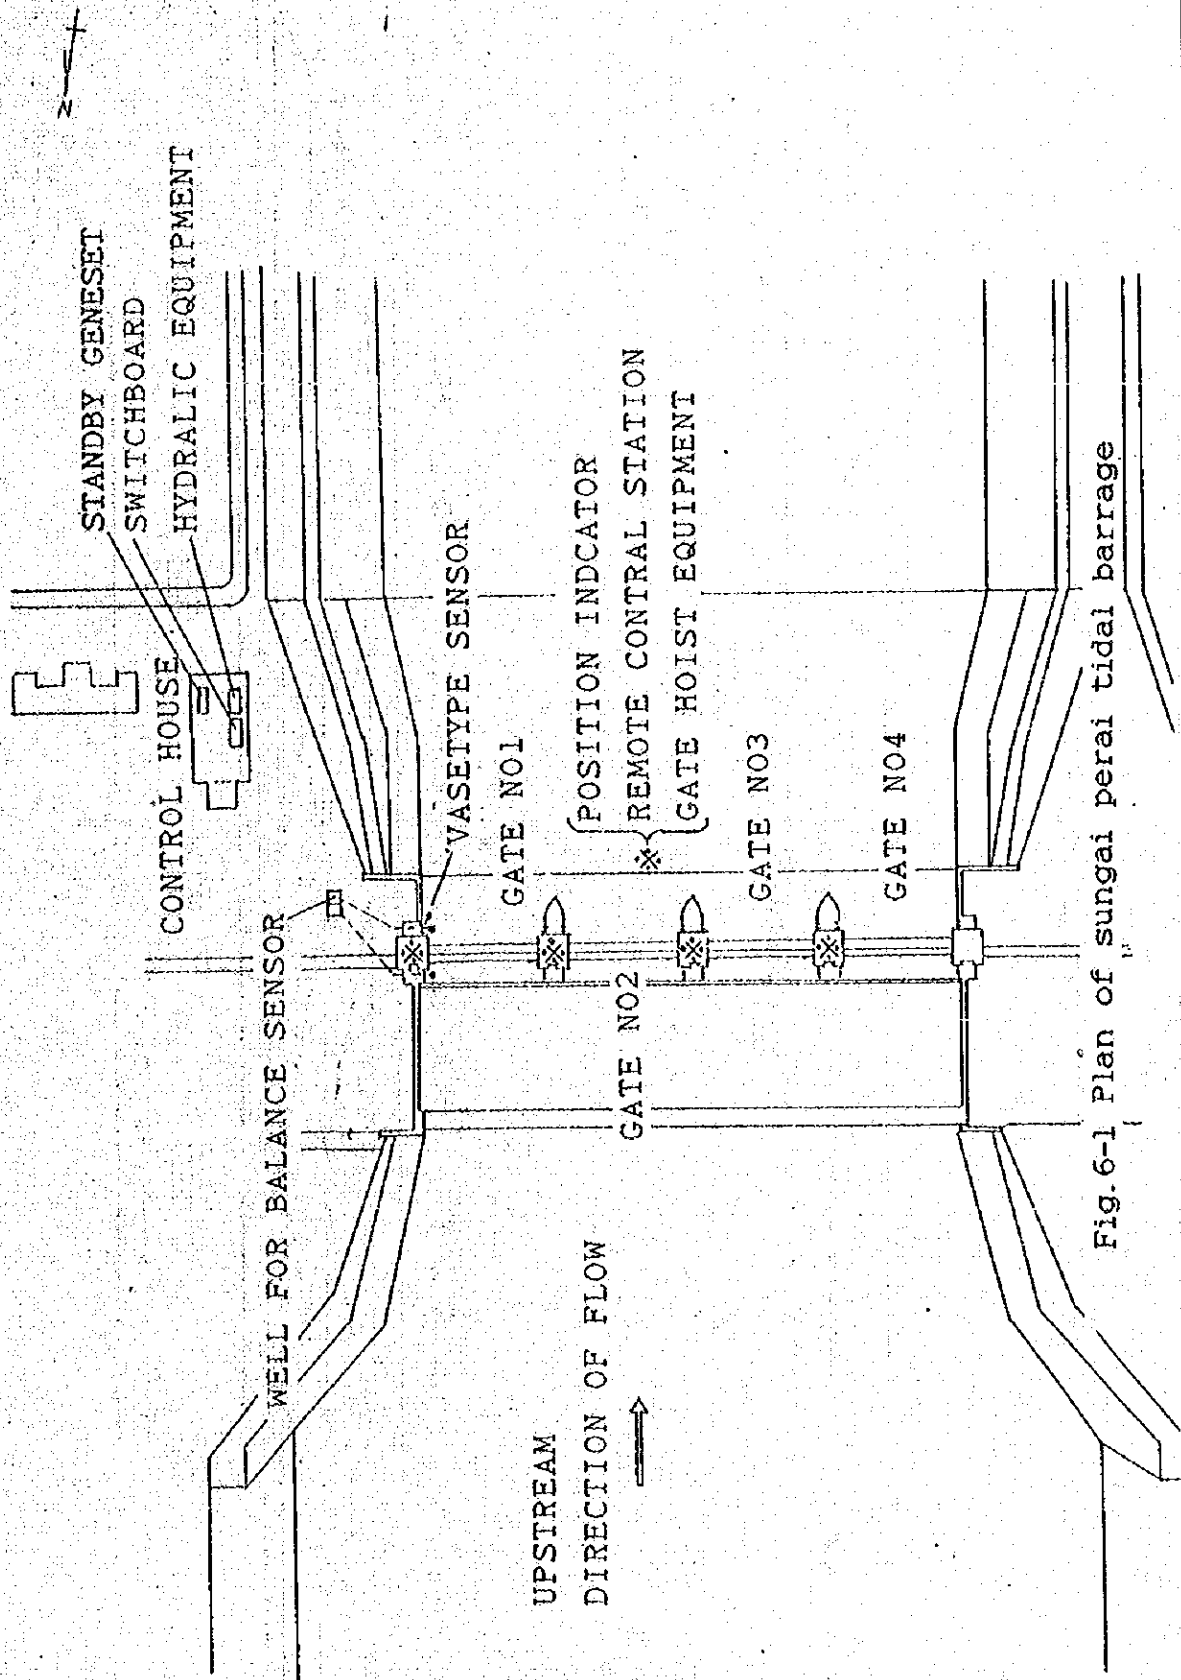 N
STANDBY GENESET
SWITCHBOARD
HYDRALIC EQUIPMENT
CONTROL HOUSE
WELL FOR BALANCE SENSOR
VASETYPE SENSOR
GATE NO1
※
POSITION INDCATOR
REMOTE CONTRAL STATION
GATE HOIST EQUIPMENT
GATE NO2
GATE NO3
GATE NO4
※
※
※
※
UPSTREAM
DIRECTION OF FLOW
Fig.6-1 Plan of sungai perai tidal barrage